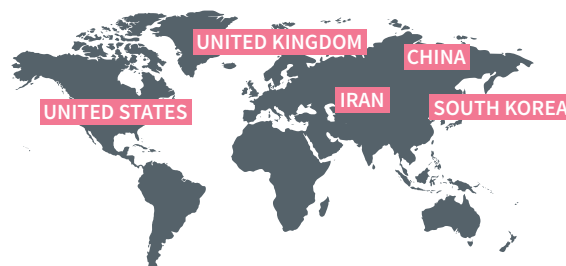 UNITED KINGDOM
CHINA
IRAN
SOUTH KOREA
UNITED STATES